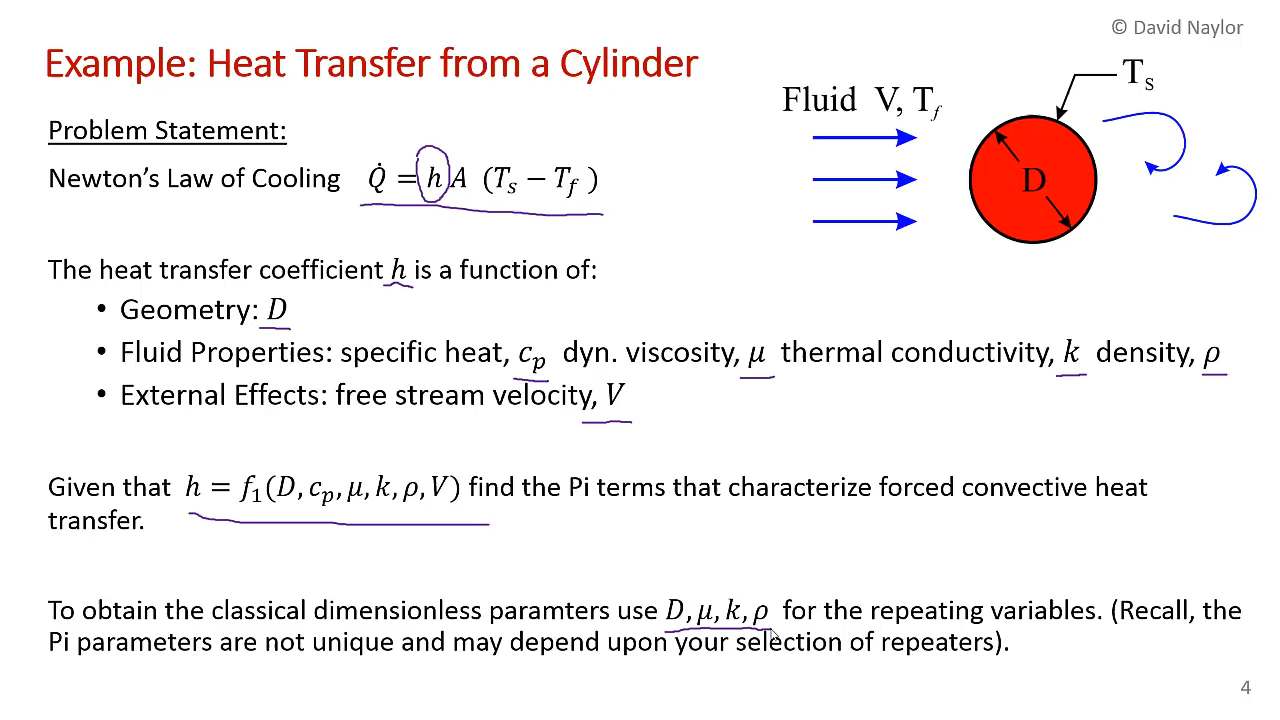 © David Naylor
Example: Heat Transfer from a Cylinder
Fluid V, T_f
T_S
D
Problem Statement:
Newton's Law of Cooling Q̇ = h A (T_s − T_f )
The heat transfer coefficient h is a function of:
• Geometry: D
• Fluid Properties: specific heat, c_p dyn. viscosity, μ thermal conductivity, k density, ρ
• External Effects: free stream velocity, V
Given that h = f_1(D, c_p, μ, k, ρ, V) find the Pi terms that characterize forced convective heat
transfer.
To obtain the classical dimensionless paramters use D, μ, k, ρ for the repeating variables. (Recall, the
Pi parameters are not unique and may depend upon your selection of repeaters).
4